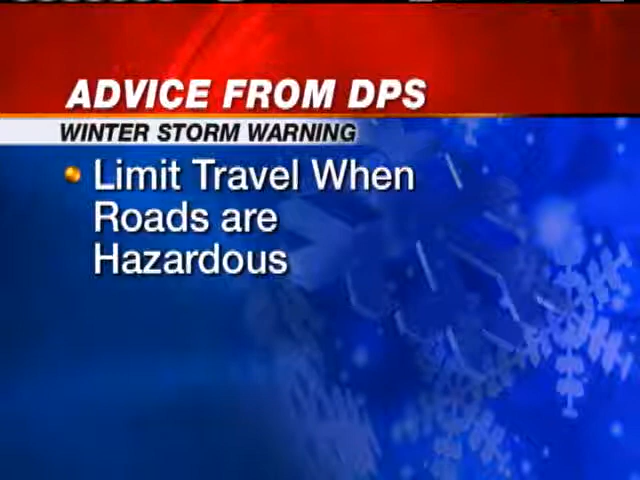 ADVICE FROM DPS
WINTER STORM WARNING
Limit Travel When
Roads are
Hazardous